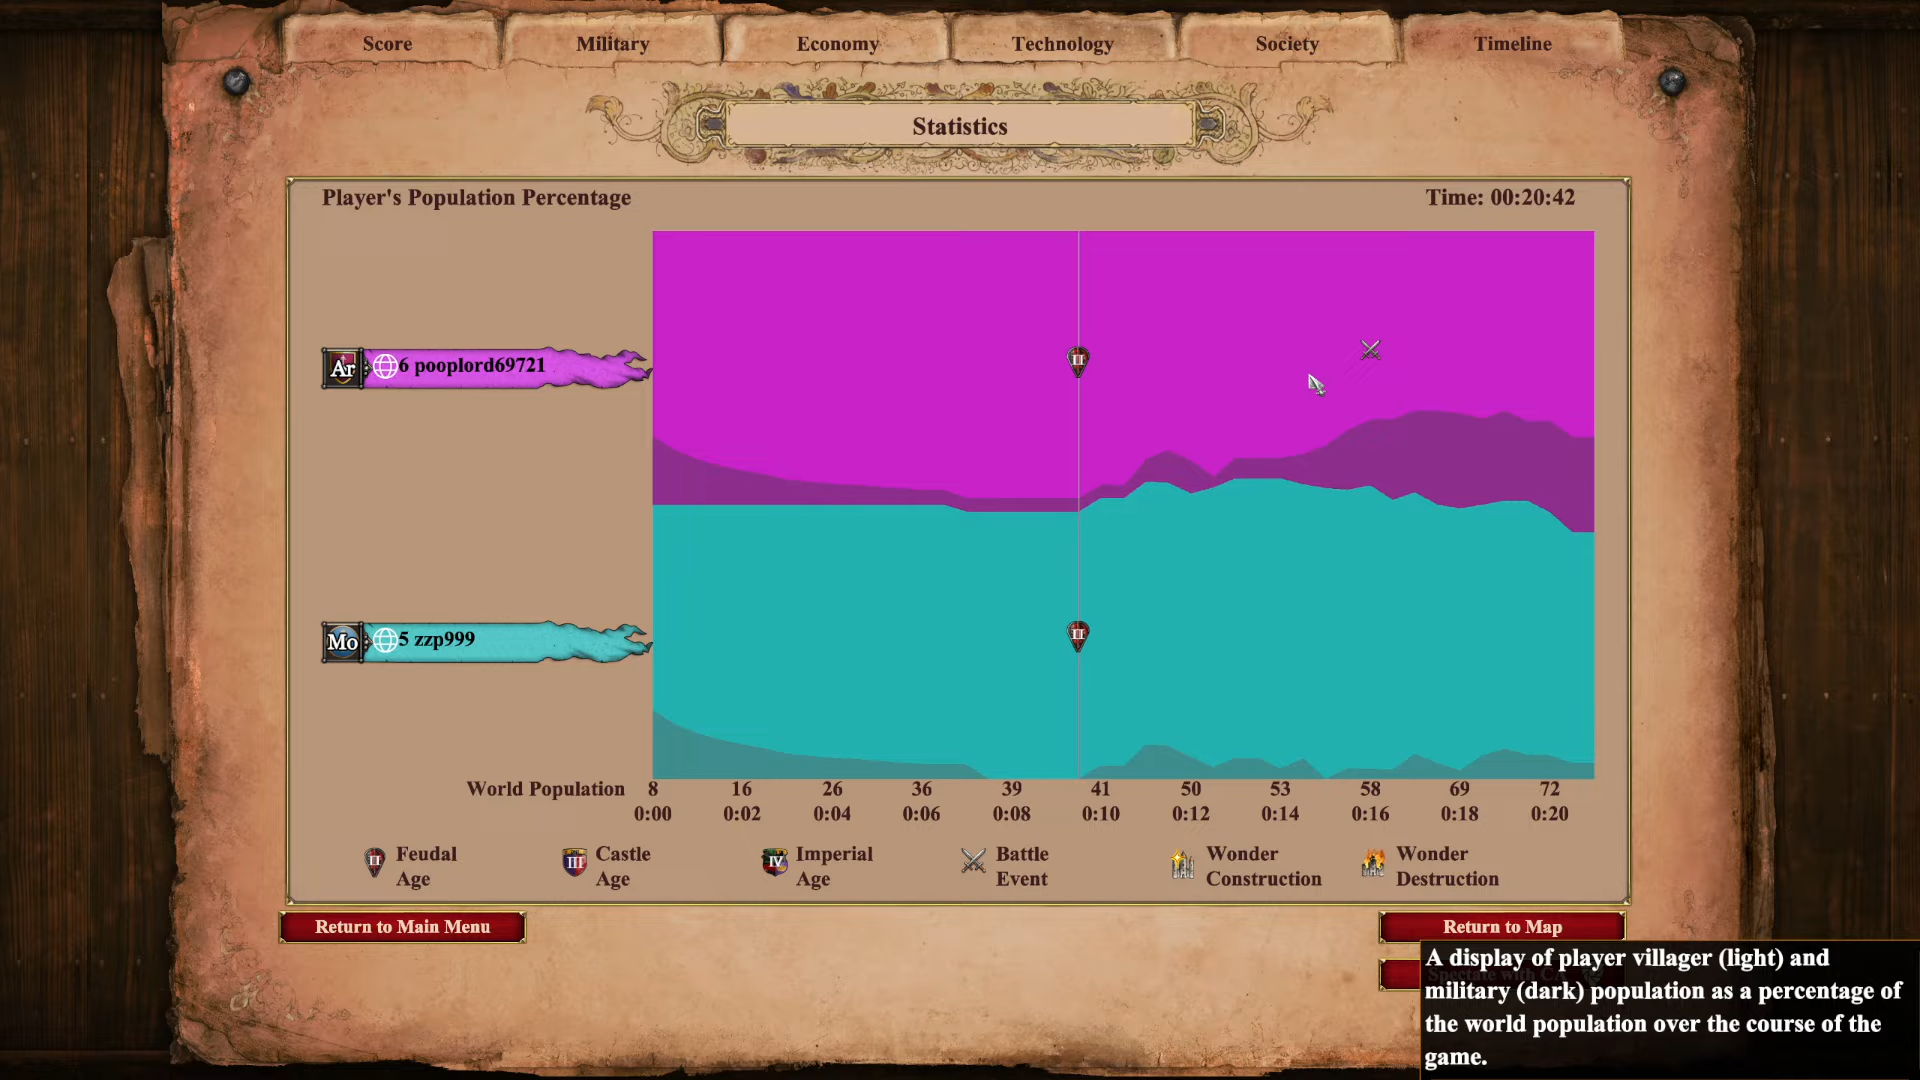 Score
Military
Economy
Technology
Society
Timeline
Statistics
Player's Population Percentage
Time: 00:20:42
Ar
6 pooplord69721
II
Mo
5 zzp999
II
World Population 8 16 26 36 39 41 50 53 58 69 72
0:00 0:02 0:04 0:06 0:08 0:10 0:12 0:14 0:16 0:18 0:20
II
Feudal
Age
III
Castle
Age
IV
Imperial
Age
Battle
Event
Wonder
Construction
Wonder
Destruction
Return to Main Menu
Return to Map
A display of player villager (light) and
military (dark) population as a percentage of
the world population over the course of the
game.